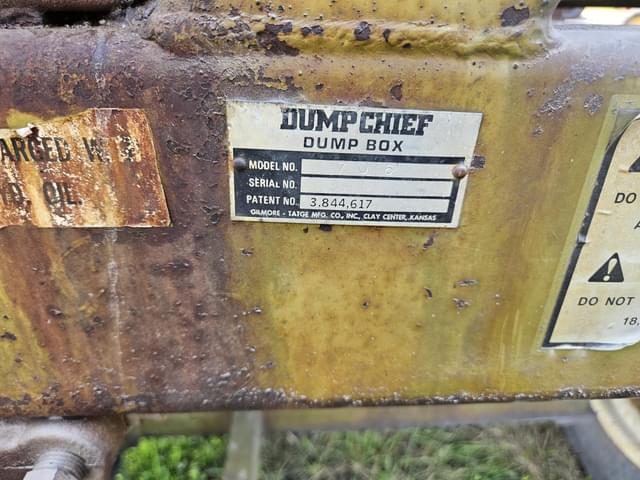 DUMP CHIEF
DUMP BOX
MODEL NO.
SERIAL NO.
PATENT NO. 3,844,617
GILMORE - TATGE MFG. CO., INC., CLAY CENTER, KANSAS
OIL.
DO
DO NOT
18,